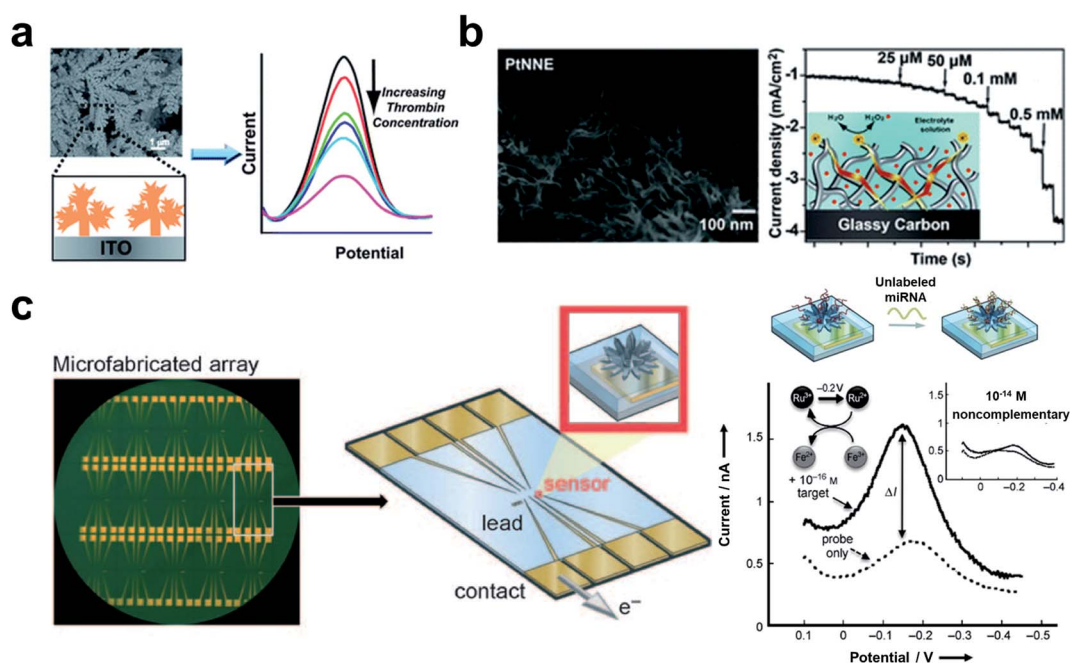 a
1 µm
ITO
Current
Increasing
Thrombin
Concentration
Potential
b
PtNNE
100 nm
Current density (mA/cm²)
-1
-2
-3
-4
25 µM
50 µM
0.1 mM
0.5 mM
H₂O
H₂O₂
Electrolyte
solution
Glassy Carbon
Time (s)
c
Microfabricated array
sensor
lead
contact
e⁻
Unlabeled
miRNA
Current / nA
1.5
1
0.5
–0.2 V
Ru³⁺
Ru²⁺
Fe²⁺
Fe³⁺
+ 10⁻¹⁶ M
target
ΔI
probe
only
10⁻¹⁴ M
noncomplementary
1.0
0.5
0
0
–0.2
–0.4
0.1
0
–0.1
–0.2
–0.3
–0.4
–0.5
Potential / V